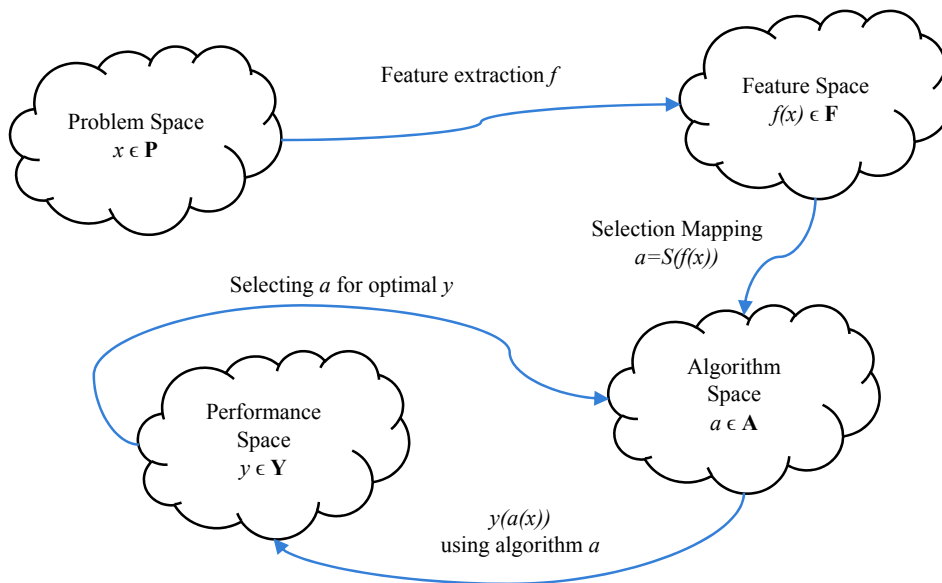 Feature extraction f
Feature Space
f(x) ϵ F
Problem Space
x ϵ P
Selection Mapping
a=S(f(x))
Selecting a for optimal y
Algorithm
Space
a ϵ A
Performance
Space
y ϵ Y
y(a(x))
using algorithm a